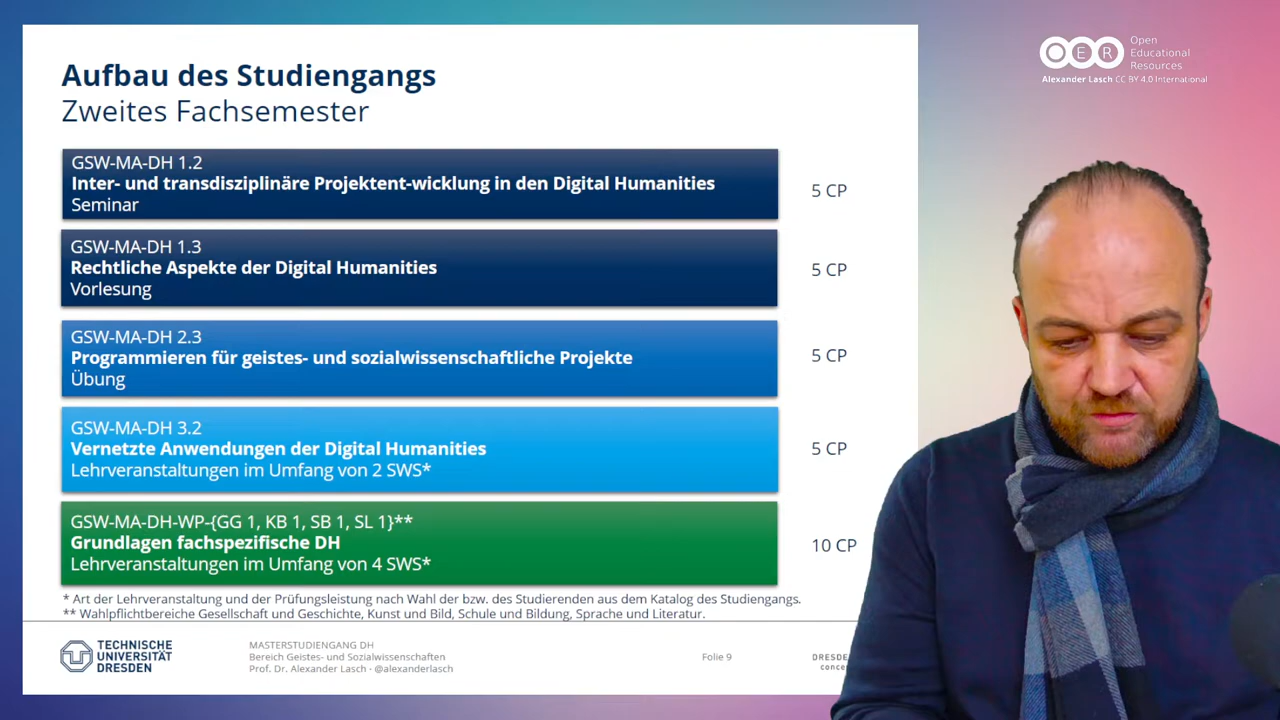 Aufbau des Studiengangs
Zweites Fachsemester
GSW-MA-DH 1.2
Inter- und transdisziplinäre Projektent-wicklung in den Digital Humanities
Seminar
5 CP
GSW-MA-DH 1.3
Rechtliche Aspekte der Digital Humanities
Vorlesung
5 CP
GSW-MA-DH 2.3
Programmieren für geistes- und sozialwissenschaftliche Projekte
Übung
5 CP
GSW-MA-DH 3.2
Vernetzte Anwendungen der Digital Humanities
Lehrveranstaltungen im Umfang von 2 SWS*
5 CP
GSW-MA-DH-WP-{GG 1, KB 1, SB 1, SL 1}**
Grundlagen fachspezifische DH
Lehrveranstaltungen im Umfang von 4 SWS*
10 CP
* Art der Lehrveranstaltung und der Prüfungsleistung nach Wahl der bzw. des Studierenden aus dem Katalog des Studiengangs.
** Wahlpflichtbereiche Gesellschaft und Geschichte, Kunst und Bild, Schule und Bildung, Sprache und Literatur.
TECHNISCHE
UNIVERSITÄT
DRESDEN
MASTERSTUDIENGANG DH
Bereich Geistes- und Sozialwissenschaften
Prof. Dr. Alexander Lasch - @alexanderlasch
Folie 9
DRESDE
conce
OER
Open
Educational
Resources
Alexander Lasch CC BY 4.0 International